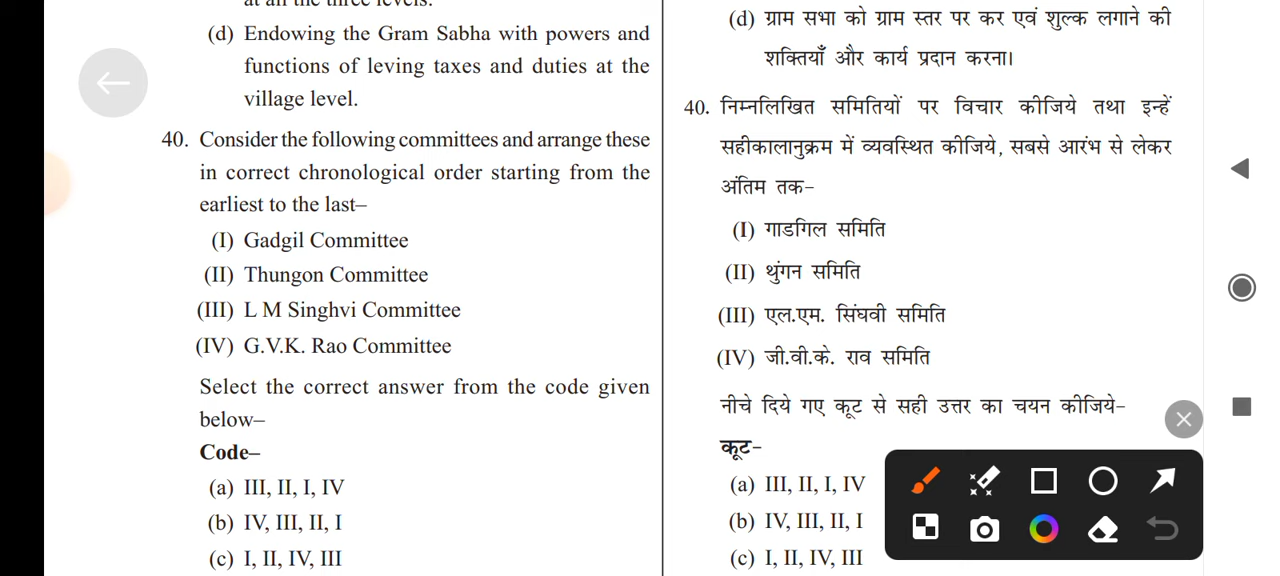 at all the three levels.
(d) Endowing the Gram Sabha with powers and
functions of leving taxes and duties at the
village level.
40. Consider the following committees and arrange these
in correct chronological order starting from the
earliest to the last–
(I) Gadgil Committee
(II) Thungon Committee
(III) L M Singhvi Committee
(IV) G.V.K. Rao Committee
Select the correct answer from the code given
below–
Code–
(a) III, II, I, IV
(b) IV, III, II, I
(c) I, II, IV, III
(d) ग्राम सभा को ग्राम स्तर पर कर एवं शुल्क लगाने की
शक्तियाँ और कार्य प्रदान करना।
40. निम्नलिखित समितियों पर विचार कीजिये तथा इन्हें
सहीकालानुक्रम में व्यवस्थित कीजिये, सबसे आरंभ से लेकर
अंतिम तक–
(I) गाडगिल समिति
(II) थुंगन समिति
(III) एल.एम. सिंघवी समिति
(IV) जी.वी.के. राव समिति
नीचे दिये गए कूट से सही उत्तर का चयन कीजिये–
कूट–
(a) III, II, I, IV
(b) IV, III, II, I
(c) I, II, IV, III